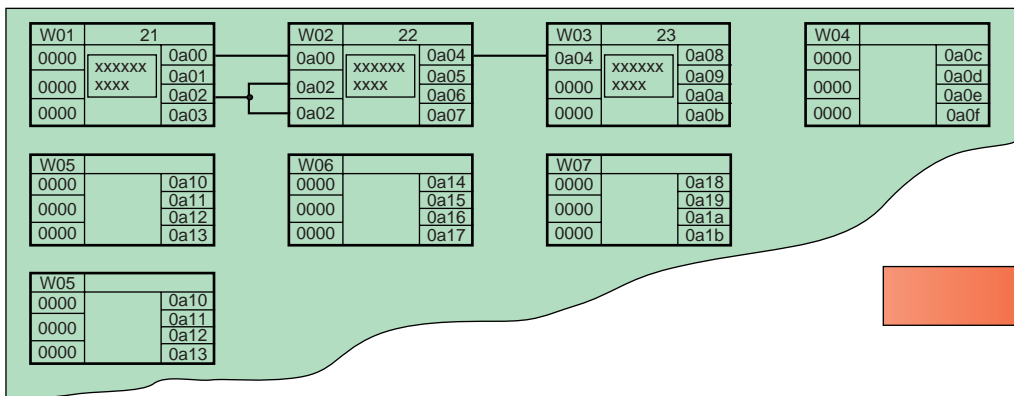 W01 21
0000 xxxxxx xxxx 0a00
0000 0a01
0a02
0000 0a03
W02 22
0a00 xxxxxx xxxx 0a04
0a02 0a05
0a06
0a02 0a07
W03 23
0a04 xxxxxx xxxx 0a08
0000 0a09
0a0a
0000 0a0b
W04
0000 0a0c
0000 0a0d
0a0e
0000 0a0f
W05
0000 0a10
0000 0a11
0a12
0000 0a13
W06
0000 0a14
0000 0a15
0a16
0000 0a17
W07
0000 0a18
0000 0a19
0a1a
0000 0a1b
W05
0000 0a10
0000 0a11
0a12
0000 0a13